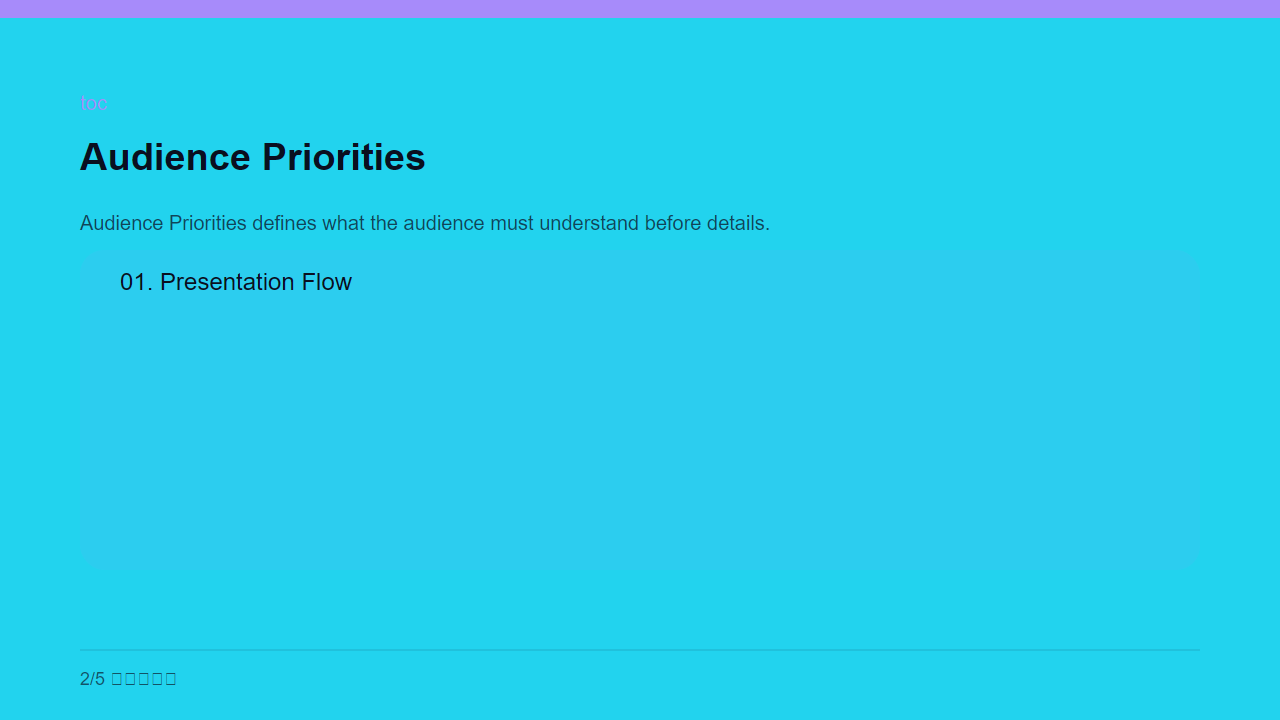 toc
Audience Priorities
Audience Priorities defines what the audience must understand before details.
01. Presentation Flow
2/5